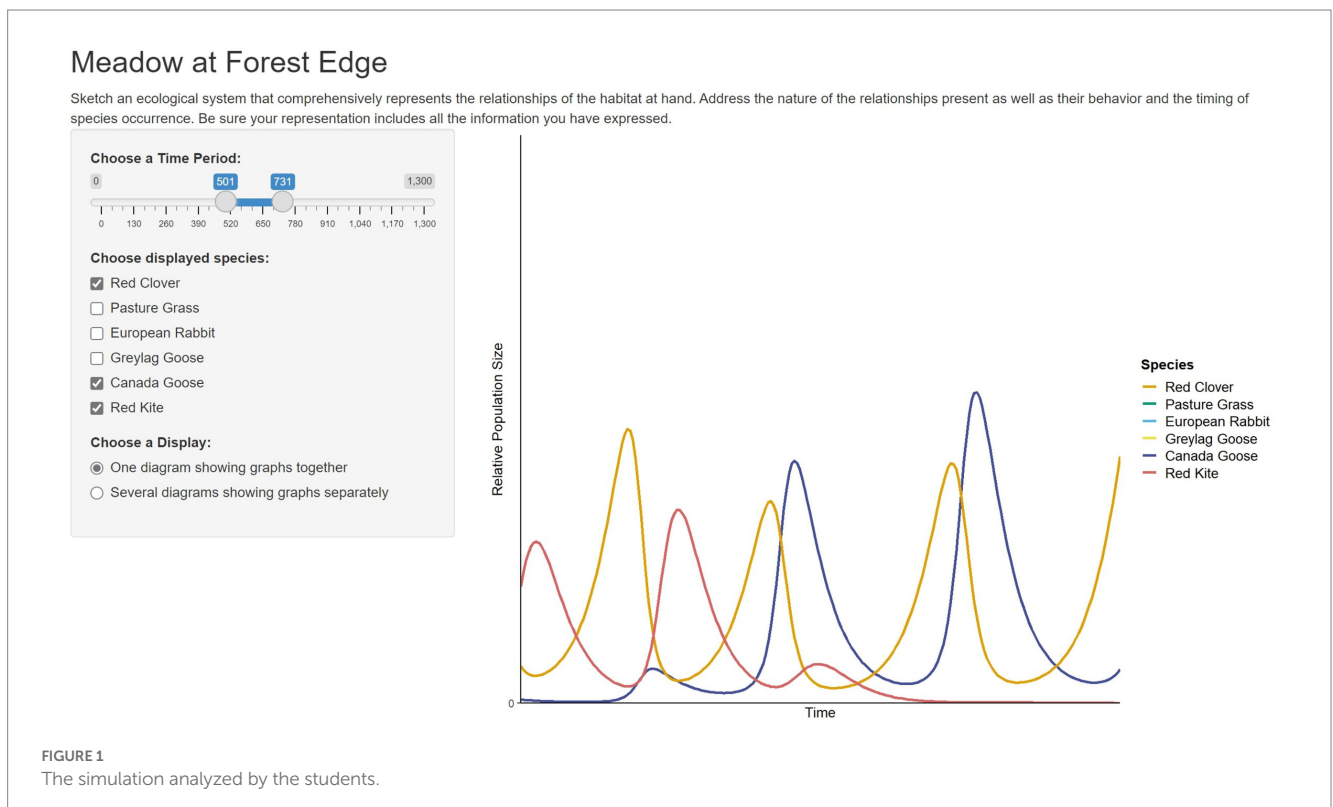 Meadow at Forest Edge
Sketch an ecological system that comprehensively represents the relationships of the habitat at hand. Address the nature of the relationships present as well as their behavior and the timing of
species occurrence. Be sure your representation includes all the information you have expressed.
Choose a Time Period:
0 501 731 1,300
0 130 260 390 520 650 780 910 1,040 1,170 1,300
Choose displayed species:
Red Clover
Pasture Grass
European Rabbit
Greylag Goose
Canada Goose
Red Kite
Choose a Display:
One diagram showing graphs together
Several diagrams showing graphs separately
Relative Population Size
0
Time
Species
Red Clover
Pasture Grass
European Rabbit
Greylag Goose
Canada Goose
Red Kite
FIGURE 1
The simulation analyzed by the students.